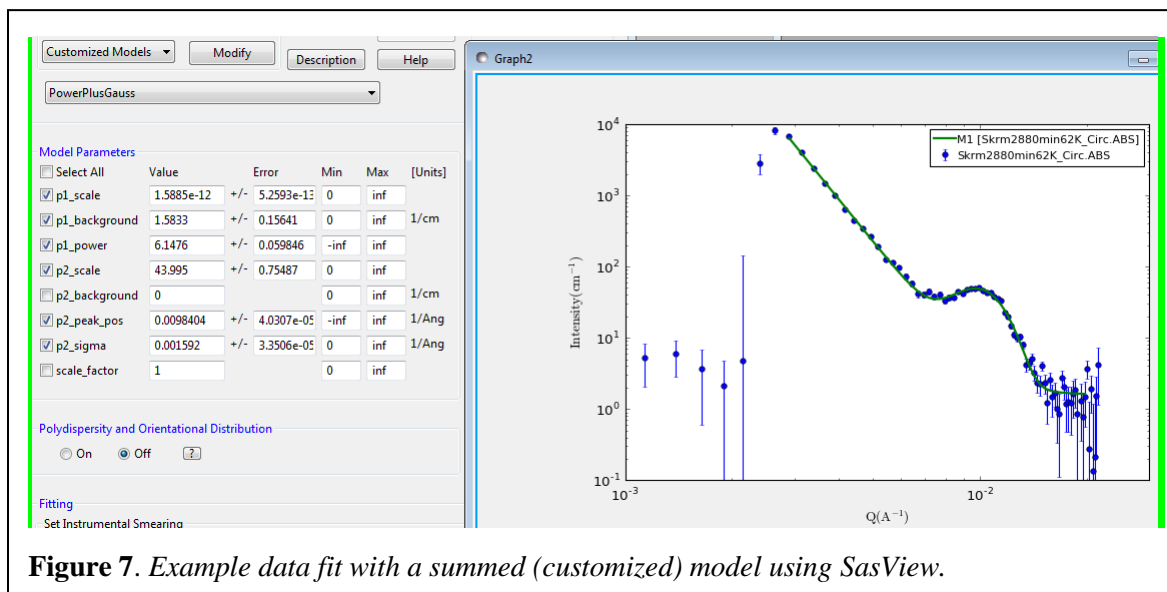 Customized Models
Modify
Description
Help
PowerPlusGauss
Model Parameters
Select All Value Error Min Max [Units]
p1_scale 1.5885e-12 +/- 5.2593e-13 0 inf
p1_background 1.5833 +/- 0.15641 0 inf 1/cm
p1_power 6.1476 +/- 0.059846 -inf inf
p2_scale 43.995 +/- 0.75487 0 inf
p2_background 0 0 inf 1/cm
p2_peak_pos 0.0098404 +/- 4.0307e-05 -inf inf 1/Ang
p2_sigma 0.001592 +/- 3.3506e-05 0 inf 1/Ang
scale_factor 1 0 inf
Polydispersity and Orientational Distribution
On Off ?
Fitting
Set Instrumental Smearing
Graph2
M1 [Skrm2880min62K_Circ.ABS]
Skrm2880min62K_Circ.ABS
10^4
10^3
10^2
10^1
10^0
10^-1
Intensity(cm^-1)
10^-3 10^-2
Q(A^-1)
Figure 7. Example data fit with a summed (customized) model using SasView.